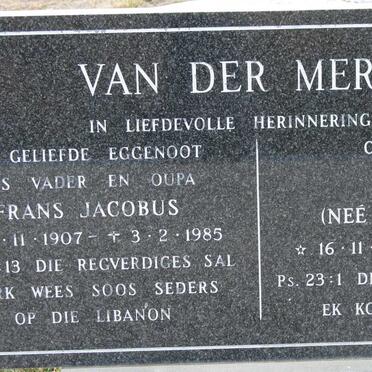 VAN DER MER
IN LIEFDEVOLLE HERINNERING
GELIEFDE EGGENOOT
S VADER EN OUPA
FRANS JACOBUS
11 • 1907 – ✞ 3 • 2 • 1985
13 DIE REGVERDIGES SAL
RK WEES SOOS SEDERS
OP DIE LIBANON
(NEÉ
☆ 16 • 11 •
Ps. 23:1 D
EK KO